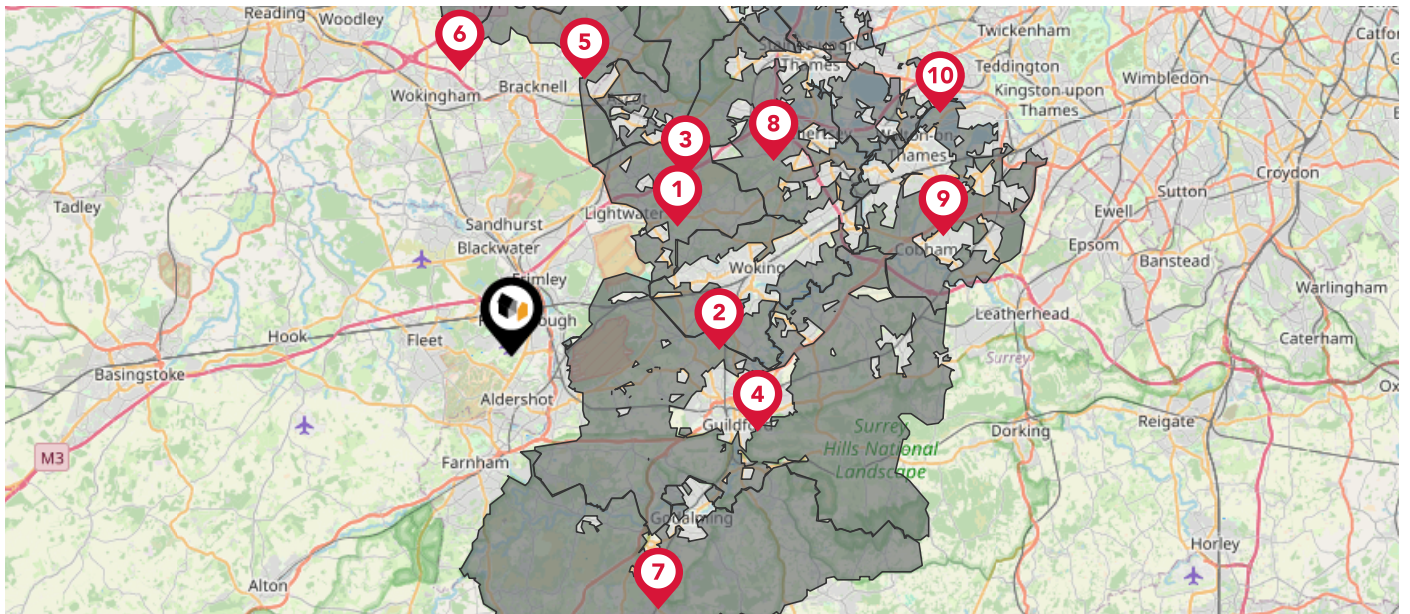 Reading
Woodley
Twickenham
Thames
Teddington
6
5
10
Wimbledon
Kingston upon
Thames
Bracknell
Wokingham
8
3
Thames
Croydon
1
9
Sutton
Tadley
Lightwater
Ewell
Sandhurst
Blackwater
Cobham
Epsom
Banstead
Woking
Frimley
Warlingham
2
Leatherhead
Hook
Fleet
Caterham
Surrey
Basingstoke
4
Aldershot
Guildford
Surrey
Hills National
Landscape
Reigate
Dorking
M3
Farnham
Godalming
Horley
7
Alton